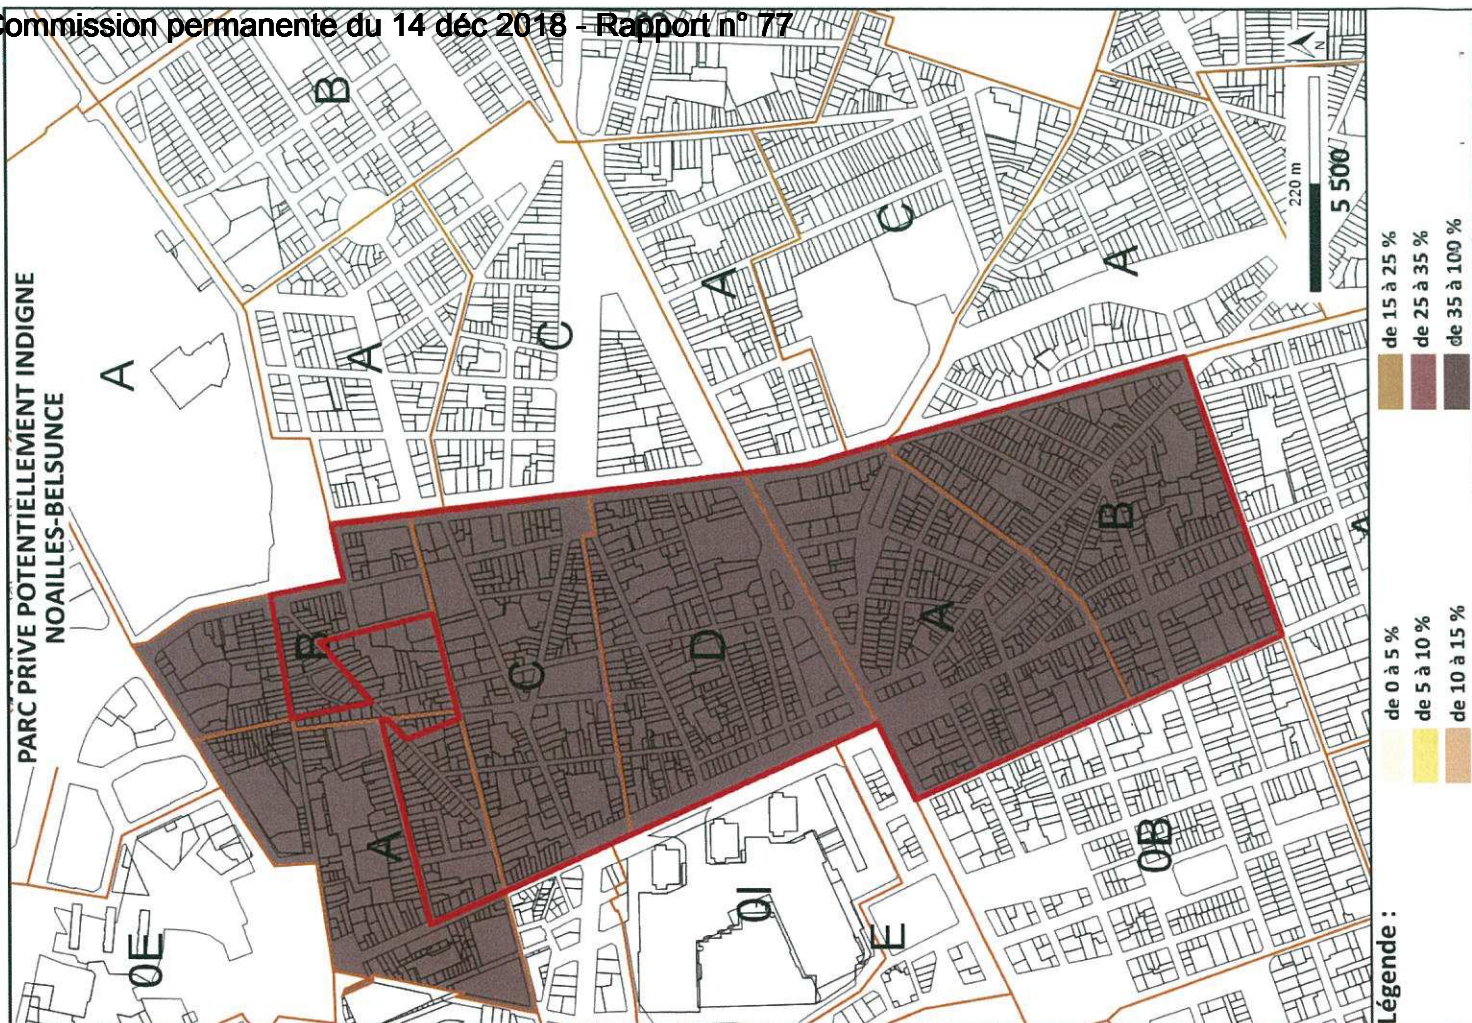 Commission permanente du 14 déc 2018 - Rapport n° 77
PARC PRIVE POTENTIELLEMENT INDIGNE
NOAILLES-BELSUNCE
A
B
A
C
A
C
A
B
A
C
D
A
B
A
0E
0I
E
0B
N
220 m
5 500
Légende :
de 0 à 5 %
de 5 à 10 %
de 10 à 15 %
de 15 à 25 %
de 25 à 35 %
de 35 à 100 %